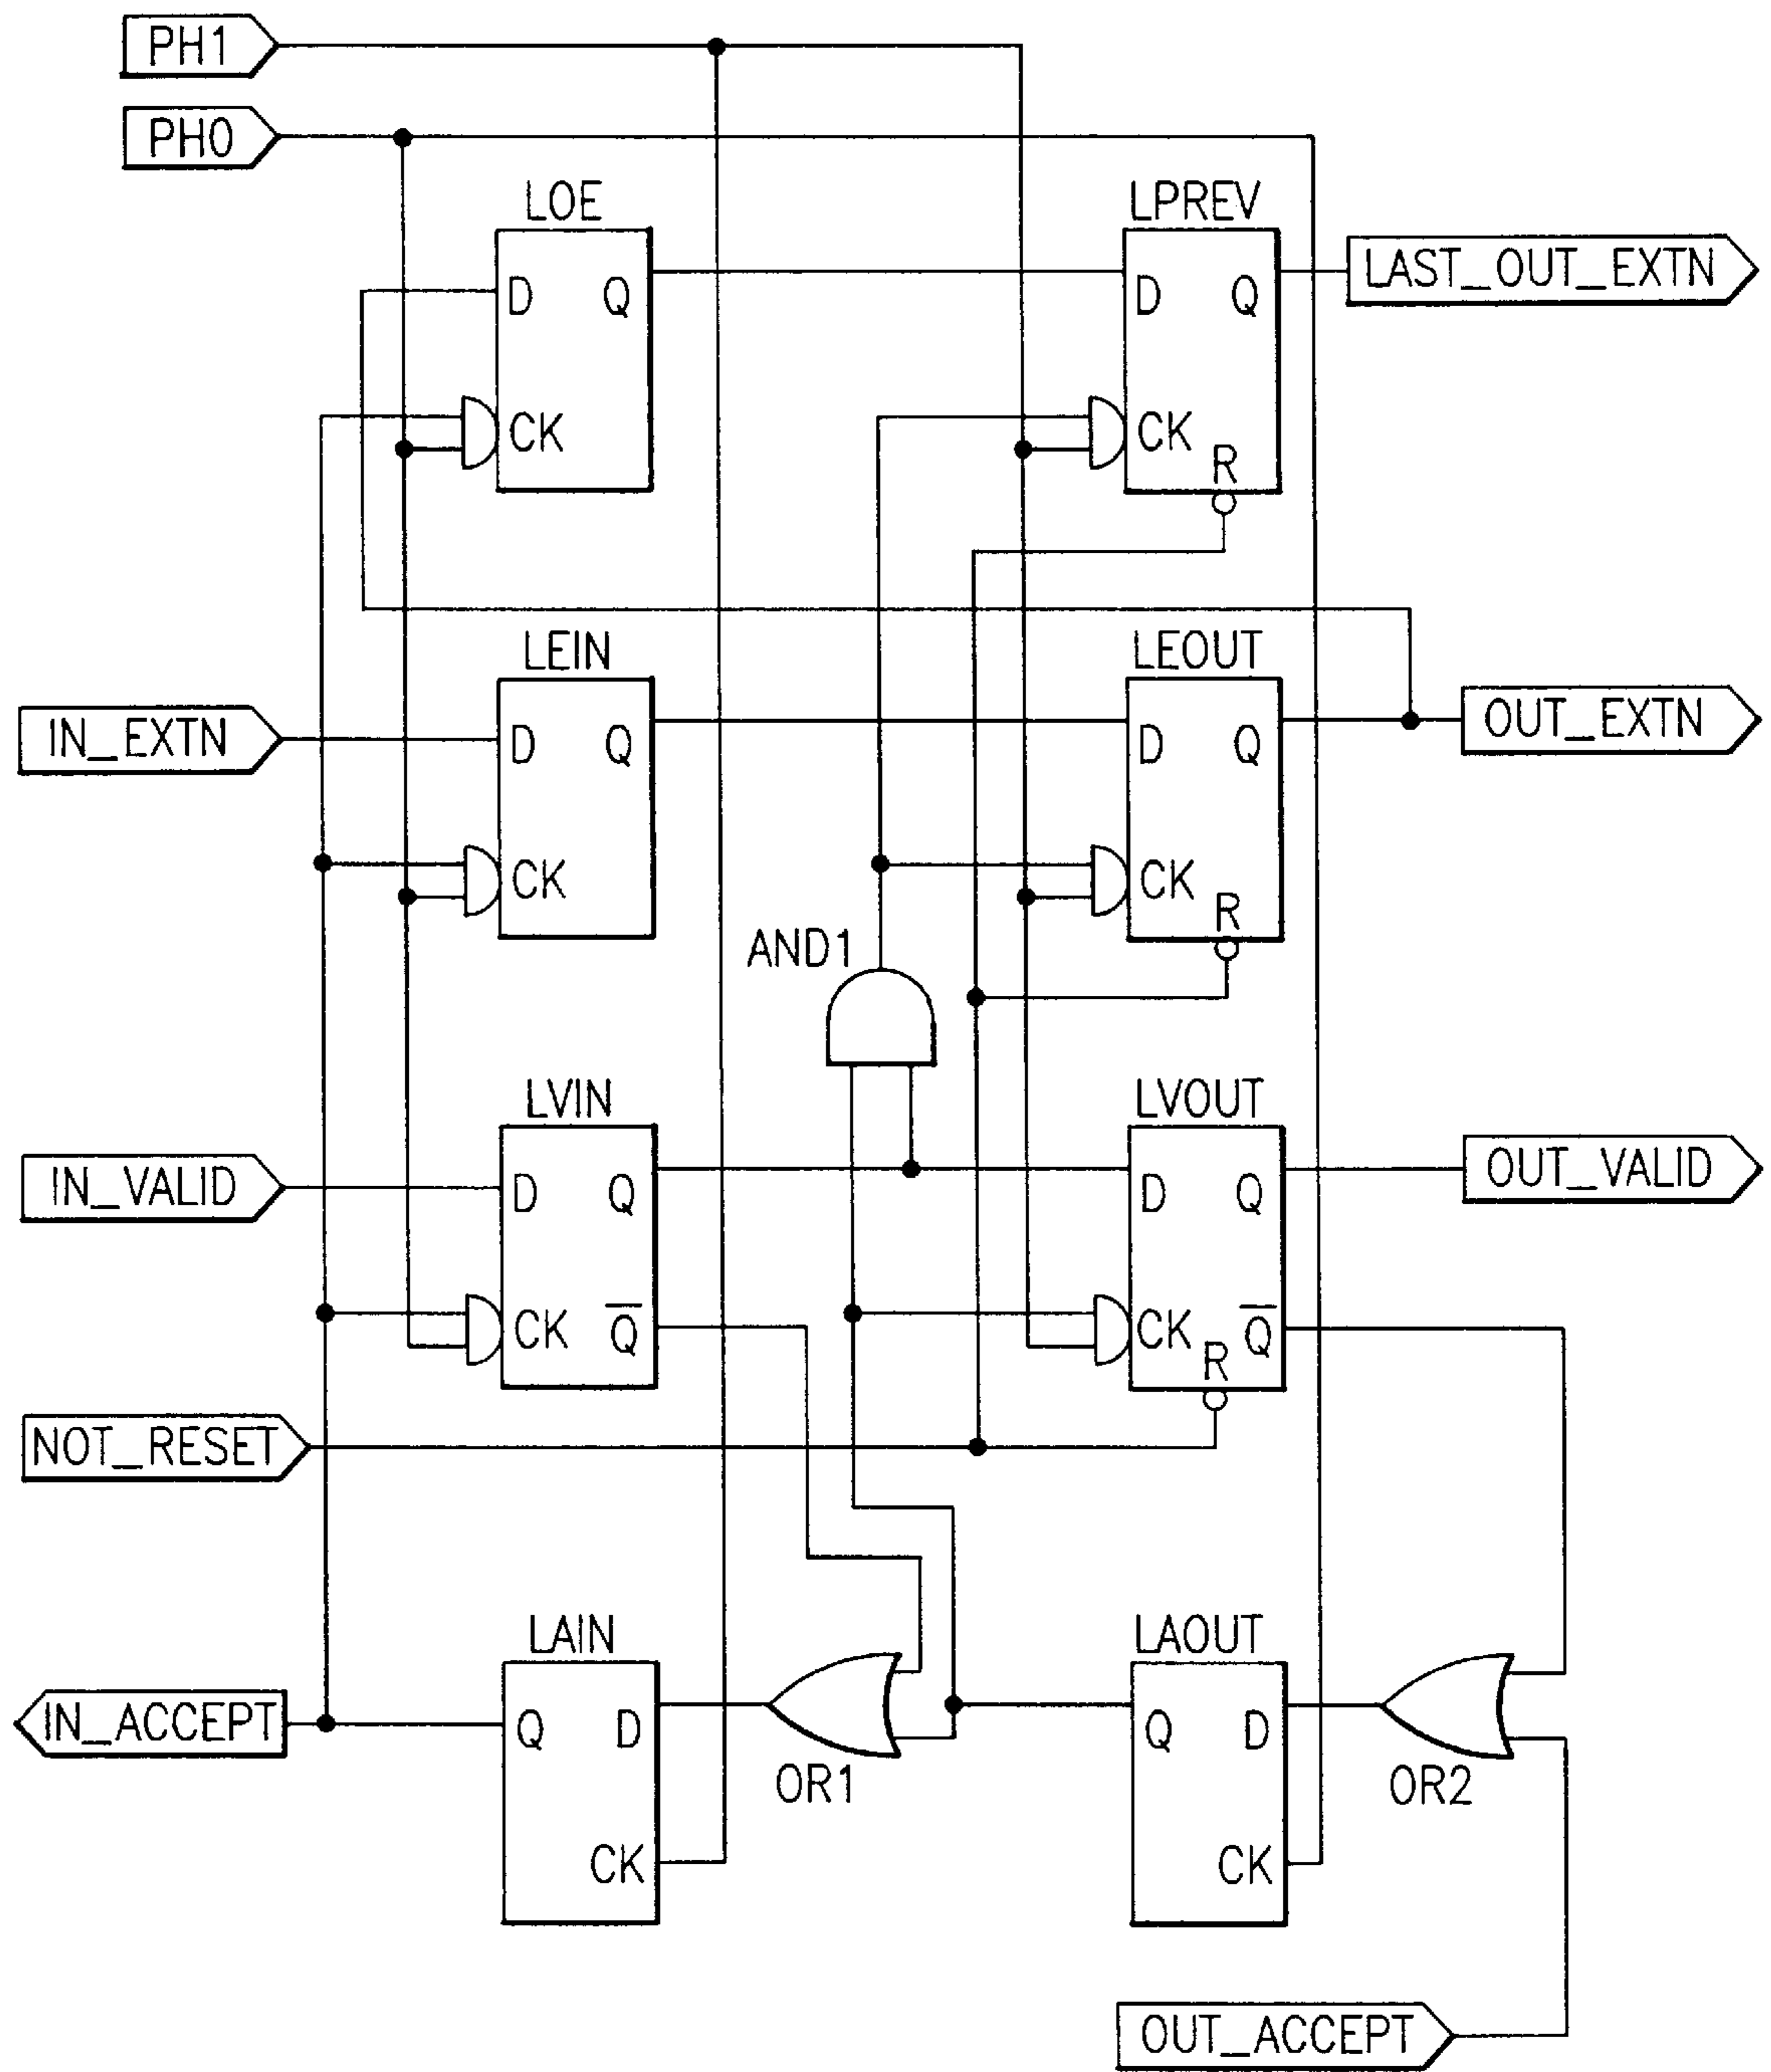 PH1
PH0
LOE
LPREV
D Q
D Q
LAST_OUT_EXTN
CK
CK
R
LEIN
LEOUT
IN_EXTN
D Q
D Q
OUT_EXTN
CK
CK
R
AND1
LVIN
LVOUT
IN_VALID
D Q
D Q
OUT_VALID
CK Q̅
CK Q̅
R
NOT_RESET
LAIN
LAOUT
IN_ACCEPT
Q D
Q D
OR1
OR2
CK
CK
OUT_ACCEPT